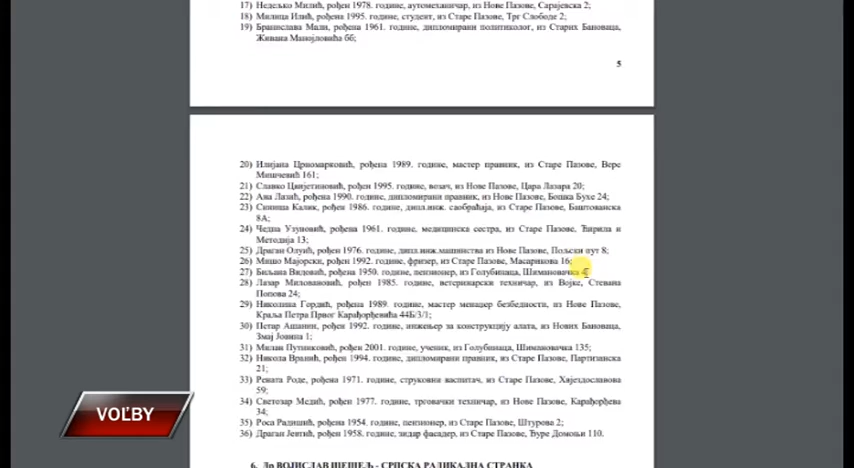 17) Недељко Милић, рођен 1978. године, аутомеханичар, из Нове Пазове, Сарајевска 2;
18) Милица Илић, рођена 1995. године, студент, из Старе Пазове, Трг Слободе 2;
19) Бранислава Мали, рођена 1961. године, дипломирани политиколог, из Старих Бановаца,
Живана Манојловића бб;
5
20) Илијана Црномарковић, рођена 1989. године, мастер правник, из Старе Пазове, Вере
Мишчевић 161;
21) Славко Цвијетиновић, рођен 1995. године, возач, из Нове Пазове, Цара Лазара 20;
22) Ана Лазић, рођена 1990. године, дипломирани правник, из Нове Пазове, Бошка Бухе 24;
23) Синиша Калик, рођен 1986. године, дипл.инж. саобраћаја, из Старе Пазове, Баштованска
8А;
24) Чедна Узуновић, рођена 1961. године, медицинска сестра, из Старе Пазове, Ћирила и
Методија 13;
25) Драган Олуић, рођен 1976. године, дипл.инж.машинства из Нове Пазове, Пољски пут 8;
26) Мишо Мајорски, рођен 1992. године, фризер, из Старе Пазове, Масарикова 16;
27) Биљана Видовић, рођена 1950. године, пензионер, из Голубинаца, Шимановачка
28) Лазар Миловановић, рођен 1985. године, ветеринарски техничар, из Војке, Стевана
Попова 24;
29) Николина Гордић, рођена 1989. године, мастер менаџер безбедности, из Нове Пазове,
Краља Петра Првог Карађорђевића 44Б/3/1;
30) Петар Ашанин, рођен 1992. године, инжењер за конструкцију алата, из Нових Бановаца,
Змај Јовина 1;
31) Милан Путниковић, рођен 2001. године, ученик, из Голубинаца, Шимановачка 135;
32) Никола Вранић, рођен 1994. године, дипломирани правник, из Старе Пазове, Партизанска
21;
33) Рената Роде, рођена 1971. године, струковни васпитач, из Старе Пазове, Хвјездославова
59;
34) Светозар Медић, рођен 1977. године, трговачки техничар, из Нове Пазове, Карађорђева
34;
35) Роса Радишић, рођена 1954. године, пензионер, из Старе Пазове, Штурова 2;
36) Драган Јевтић, рођен 1958. године, зидар фасадер, из Старе Пазове, Ђуре Домоњи 110.
6. Др ВОЈИСЛАВ ШЕШЕЉ - СРПСКА РАДИКАЛНА СТРАНКА
VOĽBY